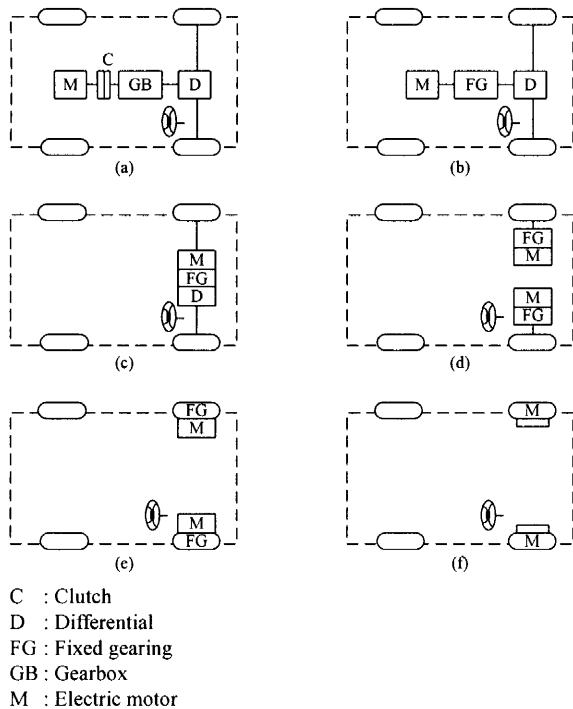 C
M GB D
(a)
M FG D
(b)
M
FG
D
(c)
FG
M
M
FG
(d)
FG
M
M
FG
(e)
M
M
(f)
C : Clutch
D : Differential
FG : Fixed gearing
GB : Gearbox
M : Electric motor